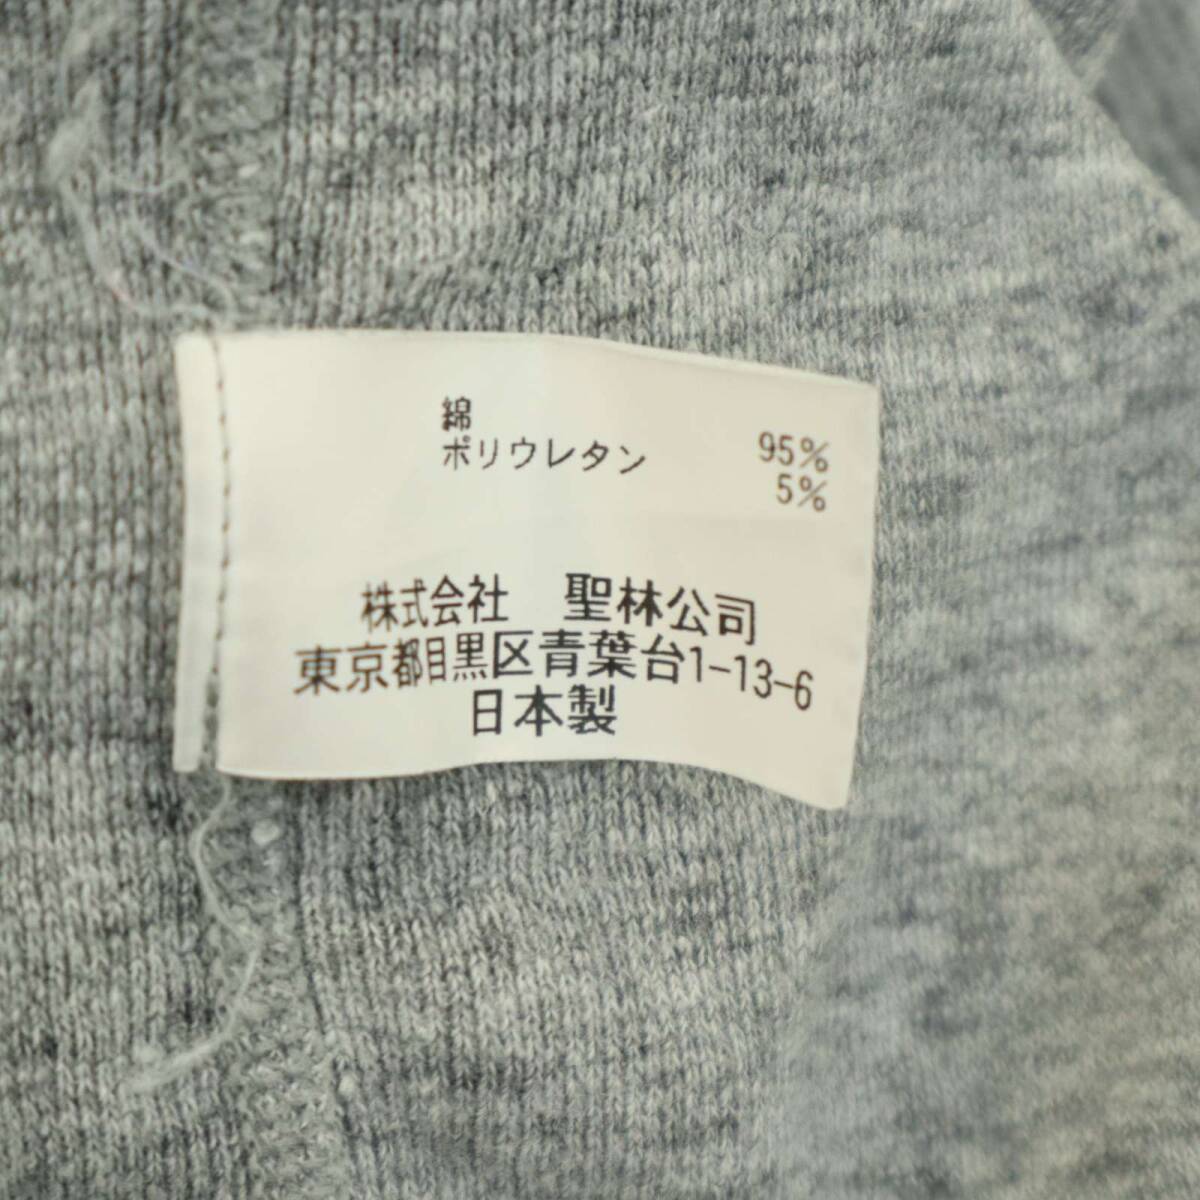 綿 95%
ポリウレタン 5%
株式会社　聖林公司
東京都目黒区青葉台1-13-6
日本製